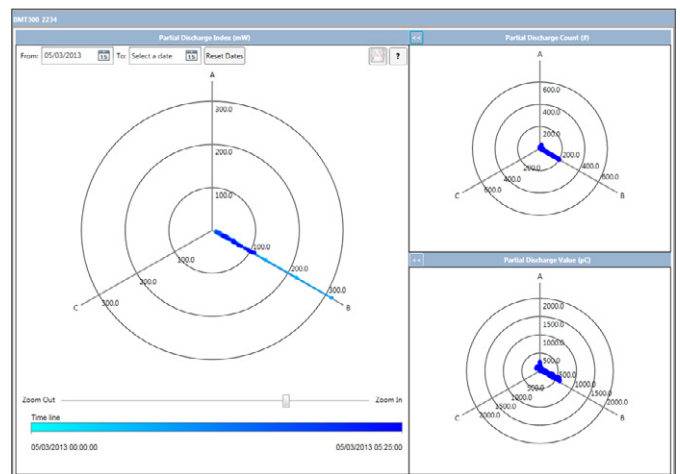 BMT300 2234
Partial Discharge Index (mW)
From: 05/03/2013 15 To: Select a date 15 Reset Dates ?
A
300.0
200.0
100.0
100.0
200.0
300.0
B
100.0
200.0
300.0
C
Zoom Out Zoom In
Time line
05/03/2013 00:00:00 05/03/2013 05:25:00
<< Partial Discharge Count (#)
A
600.0
400.0
200.0
200.0
400.0
600.0
B
200.0
400.0
600.0
C
<< Partial Discharge Value (pC)
A
2000.0
1500.0
1000.0
500.0
500.0
1000.0
1500.0
2000.0
B
500.0
1000.0
1500.0
2000.0
C